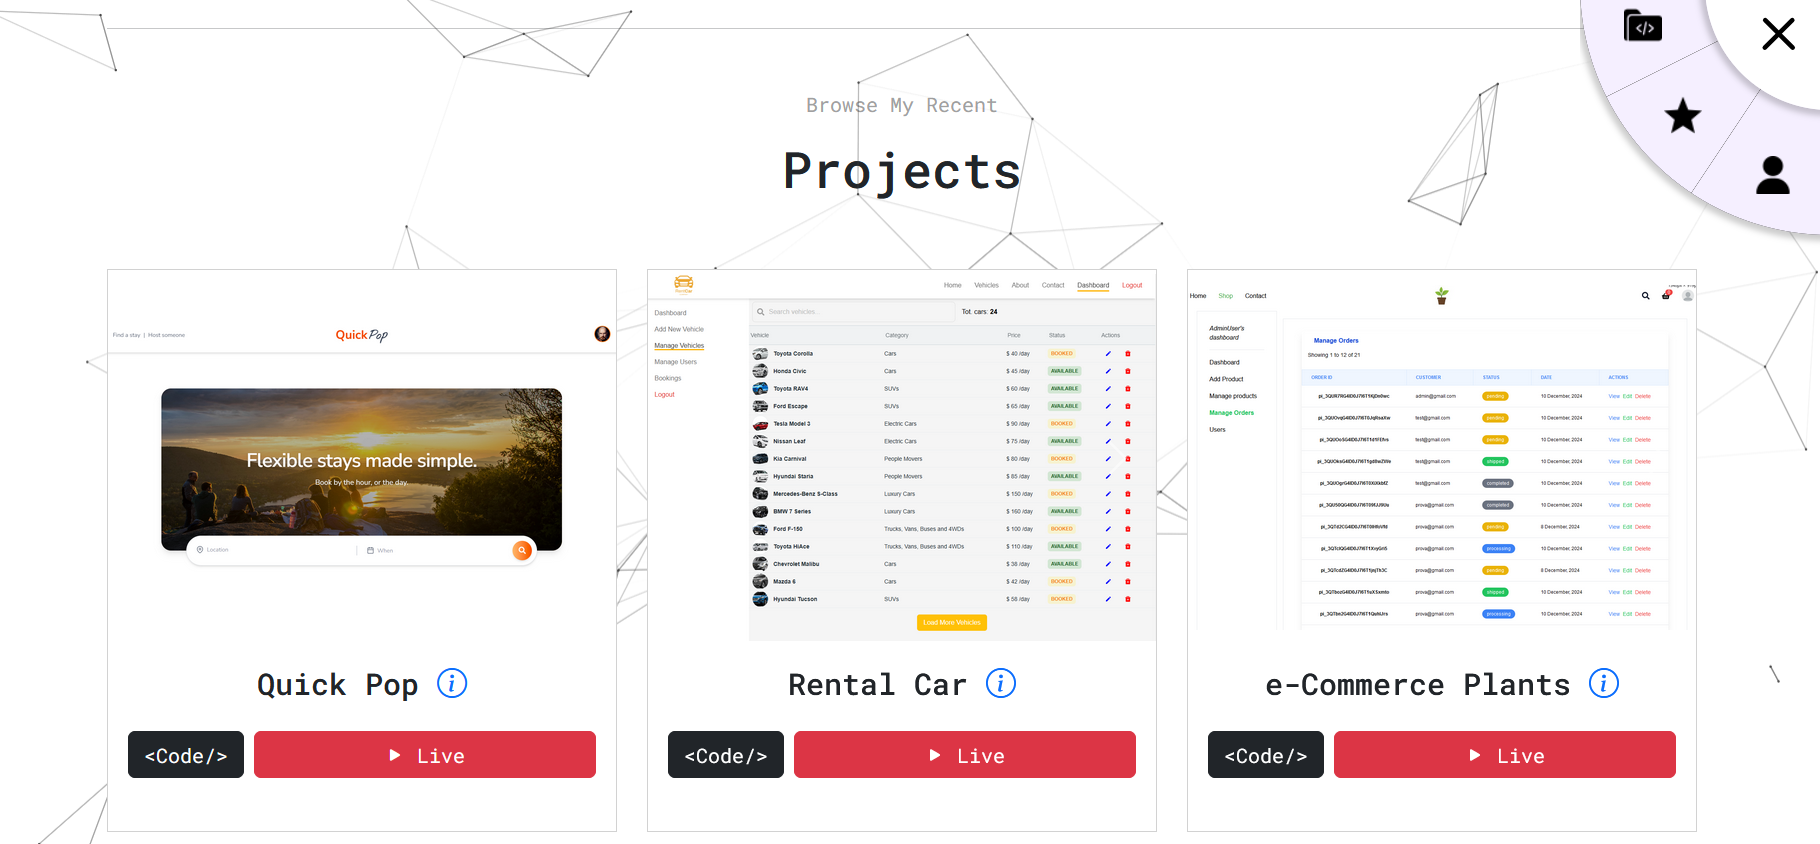 Browse My Recent
Projects
Find a stay | Host someone
QuickPop
Flexible stays made simple.
Book by the hour, or the day.
Location
When
Quick Pop
<Code/>
Live
Home Vehicles About Contact Dashboard Logout
Dashboard
Add New Vehicle
Manage Vehicles
Manage Users
Bookings
Logout
Search vehicles...
Tot. cars: 24
Vehicle Category Price Status Actions
Toyota Corolla Cars $ 40 /day BOOKED
Honda Civic Cars $ 45 /day AVAILABLE
Toyota RAV4 SUVs $ 60 /day AVAILABLE
Ford Escape SUVs $ 65 /day AVAILABLE
Tesla Model 3 Electric Cars $ 90 /day BOOKED
Nissan Leaf Electric Cars $ 75 /day AVAILABLE
Kia Carnival People Movers $ 80 /day BOOKED
Hyundai Staria People Movers $ 85 /day AVAILABLE
Mercedes-Benz S-Class Luxury Cars $ 150 /day BOOKED
BMW 7 Series Luxury Cars $ 160 /day AVAILABLE
Ford F-150 Trucks, Vans, Buses and 4WDs $ 100 /day BOOKED
Toyota HiAce Trucks, Vans, Buses and 4WDs $ 110 /day AVAILABLE
Chevrolet Malibu Cars $ 38 /day AVAILABLE
Mazda 6 Cars $ 42 /day BOOKED
Hyundai Tucson SUVs $ 58 /day BOOKED
Load More Vehicles
Rental Car
<Code/>
Live
Home Shop Contact
AdminUser's
dashboard
Dashboard
Add Product
Manage products
Manage Orders
Users
Manage Orders
Showing 1 to 12 of 21
ORDER ID CUSTOMER STATUS DATE ACTIONS
admin@gmail.com pending 10 December, 2024 View Edit Delete
test@gmail.com pending 10 December, 2024 View Edit Delete
test@gmail.com pending 10 December, 2024 View Edit Delete
test@gmail.com shipped 10 December, 2024 View Edit Delete
test@gmail.com completed 10 December, 2024 View Edit Delete
prova@gmail.com completed 10 December, 2024 View Edit Delete
prova@gmail.com pending 8 December, 2024 View Edit Delete
prova@gmail.com processing 10 December, 2024 View Edit Delete
prova@gmail.com pending 8 December, 2024 View Edit Delete
prova@gmail.com shipped 10 December, 2024 View Edit Delete
prova@gmail.com processing 10 December, 2024 View Edit Delete
e-Commerce Plants
<Code/>
Live